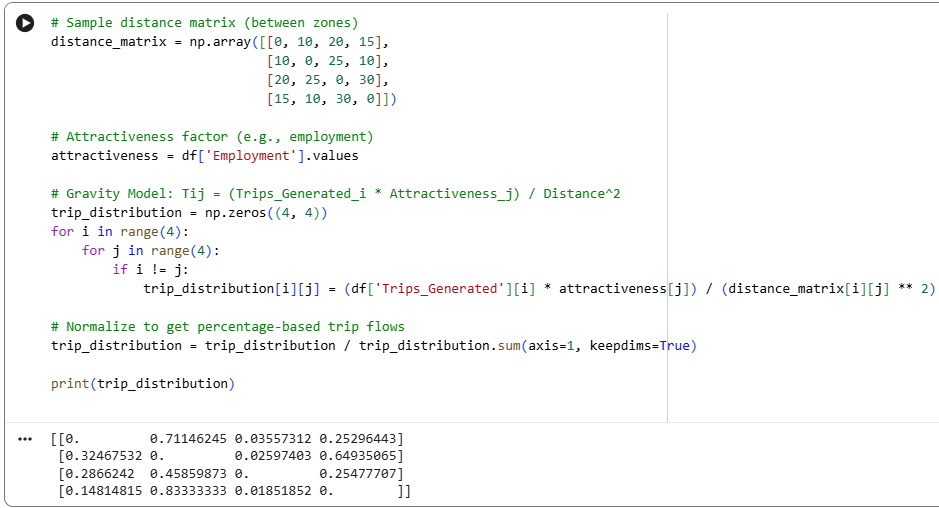 # Sample distance matrix (between zones)
distance_matrix = np.array([[0, 10, 20, 15],
                            [10, 0, 25, 10],
                            [20, 25, 0, 30],
                            [15, 10, 30, 0]])

# Attractiveness factor (e.g., employment)
attractiveness = df['Employment'].values

# Gravity Model: Tij = (Trips_Generated_i * Attractiveness_j) / Distance^2
trip_distribution = np.zeros((4, 4))
for i in range(4):
    for j in range(4):
        if i != j:
            trip_distribution[i][j] = (df['Trips_Generated'][i] * attractiveness[j]) / (distance_matrix[i][j] ** 2)

# Normalize to get percentage-based trip flows
trip_distribution = trip_distribution / trip_distribution.sum(axis=1, keepdims=True)

print(trip_distribution)

[[0.         0.71146245 0.03557312 0.25296443]
 [0.32467532 0.         0.02597403 0.64935065]
 [0.2866242  0.45859873 0.         0.25477707]
 [0.14814815 0.83333333 0.01851852 0.        ]]